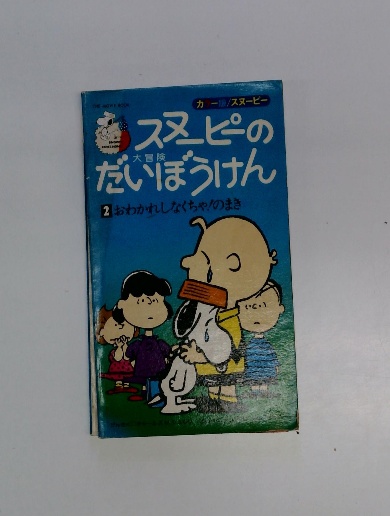 カラー版/スヌーピー
スヌーピーの
大冒険
だいぼうけん
2 おわかれしなくちゃ!のまき